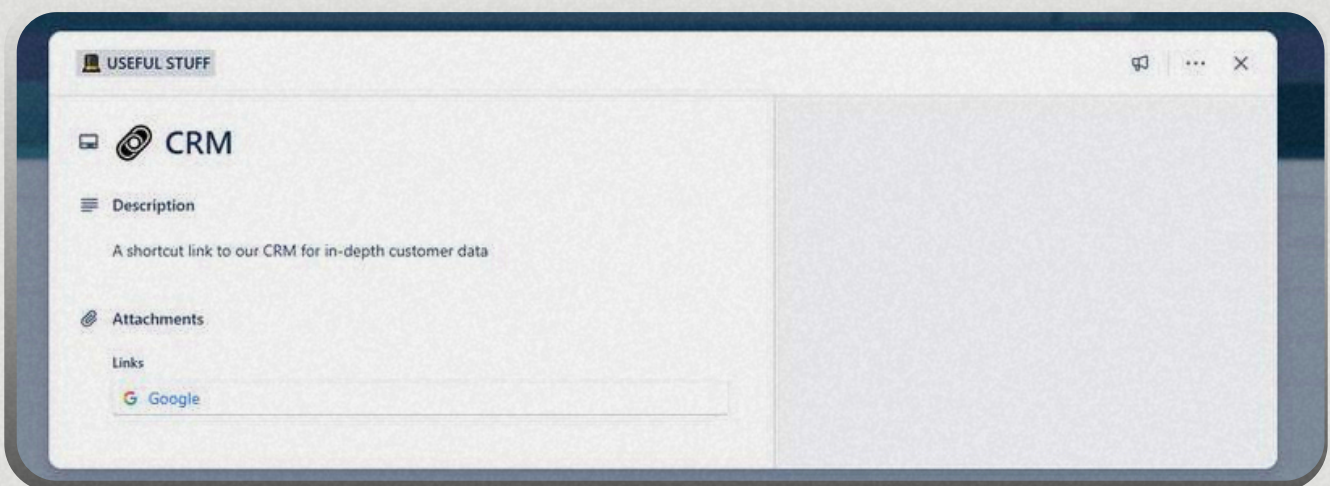 USEFUL STUFF
CRM
Description
A shortcut link to our CRM for in-depth customer data
Attachments
Links
Google